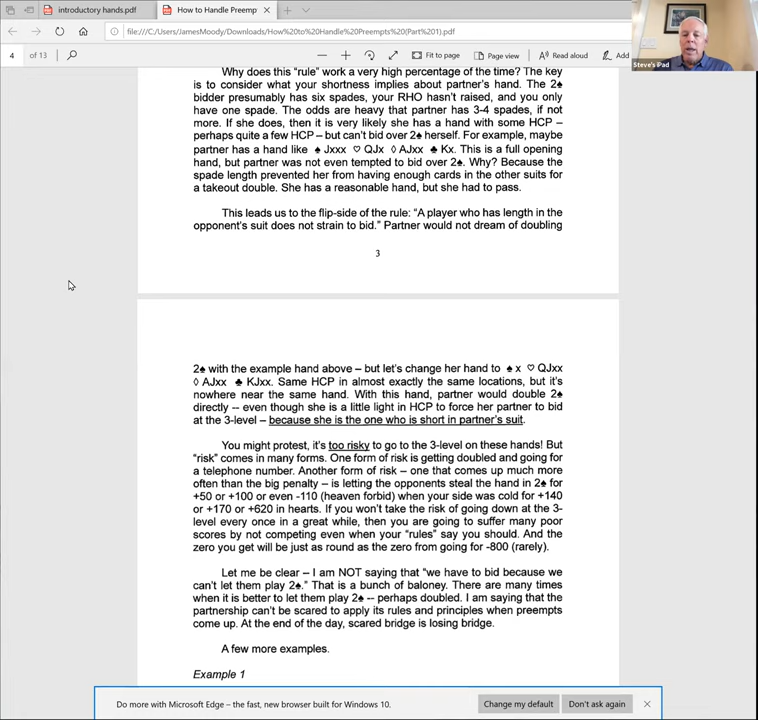 introductory hands.pdf
How to Handle Preemp
file:///C:/Users/JamesMoody/Downloads/How%20to%20Handle%20Preempts%20(Part%201).pdf
4 of 13
Fit to page
Page view
Read aloud
Add
Steve's iPad
Why does this “rule” work a very high percentage of the time? The key
is to consider what your shortness implies about partner's hand. The 2♠
bidder presumably has six spades, your RHO hasn't raised, and you only
have one spade. The odds are heavy that partner has 3-4 spades, if not
more. If she does, then it is very likely she has a hand with some HCP –
perhaps quite a few HCP – but can't bid over 2♠ herself. For example, maybe
partner has a hand like ♠ Jxxx ♡ QJx ◊ AJxx ♣ Kx. This is a full opening
hand, but partner was not even tempted to bid over 2♠. Why? Because the
spade length prevented her from having enough cards in the other suits for
a takeout double. She has a reasonable hand, but she had to pass.
This leads us to the flip-side of the rule: “A player who has length in the
opponent's suit does not strain to bid.” Partner would not dream of doubling
3
2♠ with the example hand above – but let's change her hand to ♠ x ♡ QJxx
◊ AJxx ♣ KJxx. Same HCP in almost exactly the same locations, but it's
nowhere near the same hand. With this hand, partner would double 2♠
directly -- even though she is a little light in HCP to force her partner to bid
at the 3-level – because she is the one who is short in partner's suit.
You might protest, it's too risky to go to the 3-level on these hands! But
“risk” comes in many forms. One form of risk is getting doubled and going for
a telephone number. Another form of risk – one that comes up much more
often than the big penalty – is letting the opponents steal the hand in 2♠ for
+50 or +100 or even -110 (heaven forbid) when your side was cold for +140
or +170 or +620 in hearts. If you won't take the risk of going down at the 3-
level every once in a great while, then you are going to suffer many poor
scores by not competing even when your “rules” say you should. And the
zero you get will be just as round as the zero from going for -800 (rarely).
Let me be clear – I am NOT saying that “we have to bid because we
can't let them play 2♠.” That is a bunch of baloney. There are many times
when it is better to let them play 2♠ -- perhaps doubled. I am saying that the
partnership can't be scared to apply its rules and principles when preempts
come up. At the end of the day, scared bridge is losing bridge.
A few more examples.
Example 1
Do more with Microsoft Edge – the fast, new browser built for Windows 10.
Change my default
Don't ask again